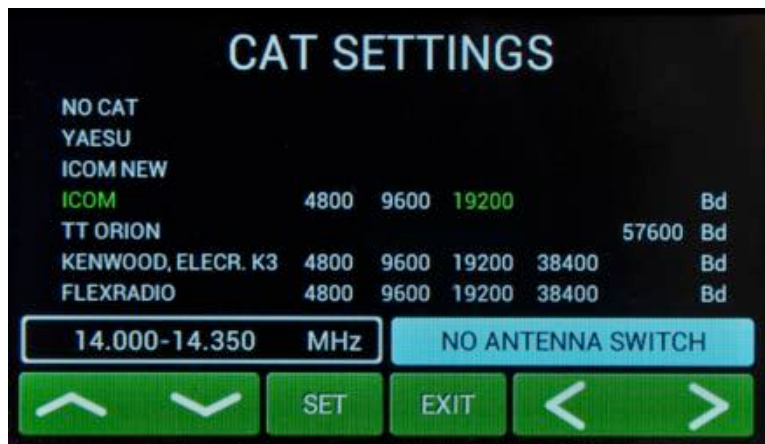 CAT SETTINGS
NO CAT
YAESU
ICOM NEW
ICOM 4800 9600 19200 Bd
TT ORION 57600 Bd
KENWOOD, ELECR. K3 4800 9600 19200 38400 Bd
FLEXRADIO 4800 9600 19200 38400 Bd
14.000-14.350 MHz NO ANTENNA SWITCH
SET EXIT